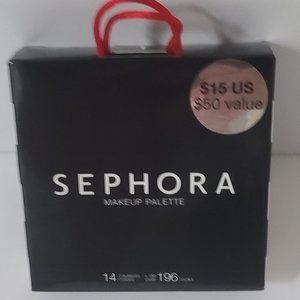 $15 US
$50 value
SEPHORA
MAKEUP PALETTE
14 196